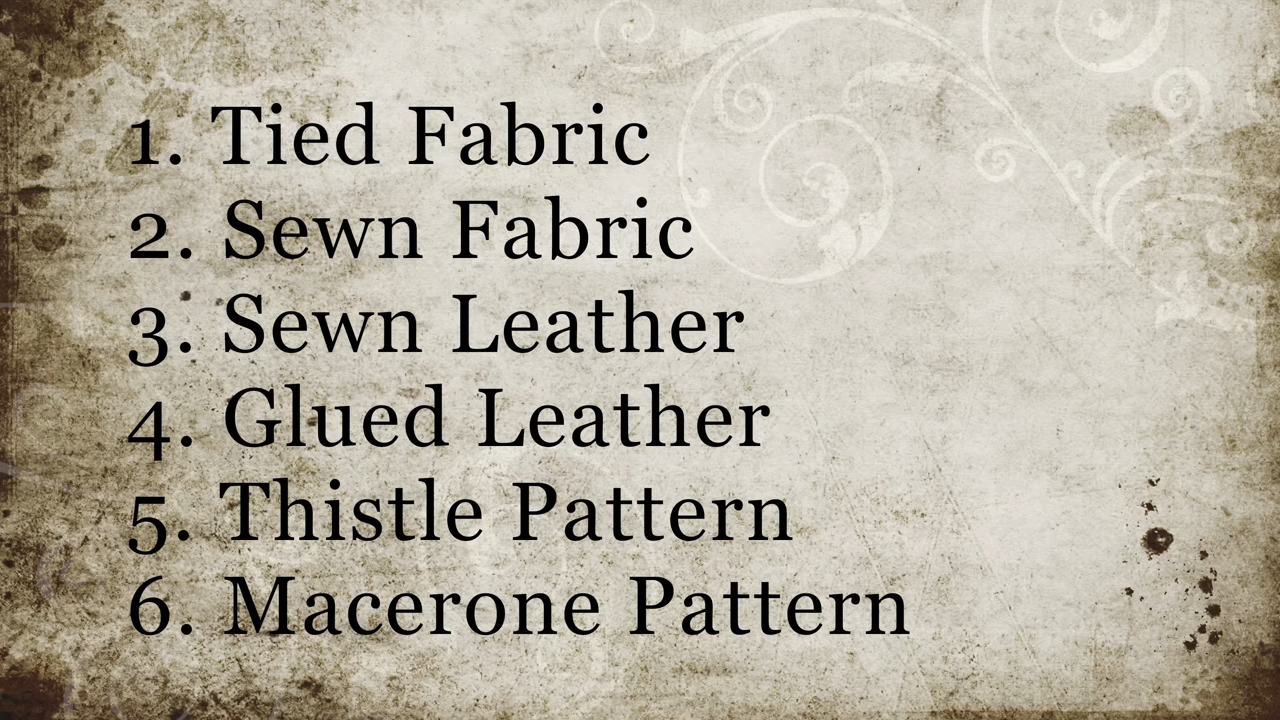 1. Tied Fabric
2. Sewn Fabric
3. Sewn Leather
4. Glued Leather
5. Thistle Pattern
6. Macerone Pattern